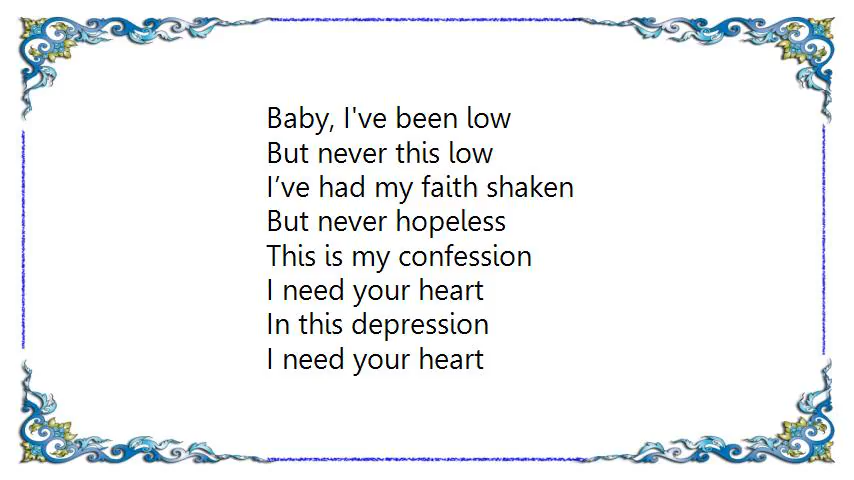 Baby, I've been low
But never this low
I’ve had my faith shaken
But never hopeless
This is my confession
I need your heart
In this depression
I need your heart